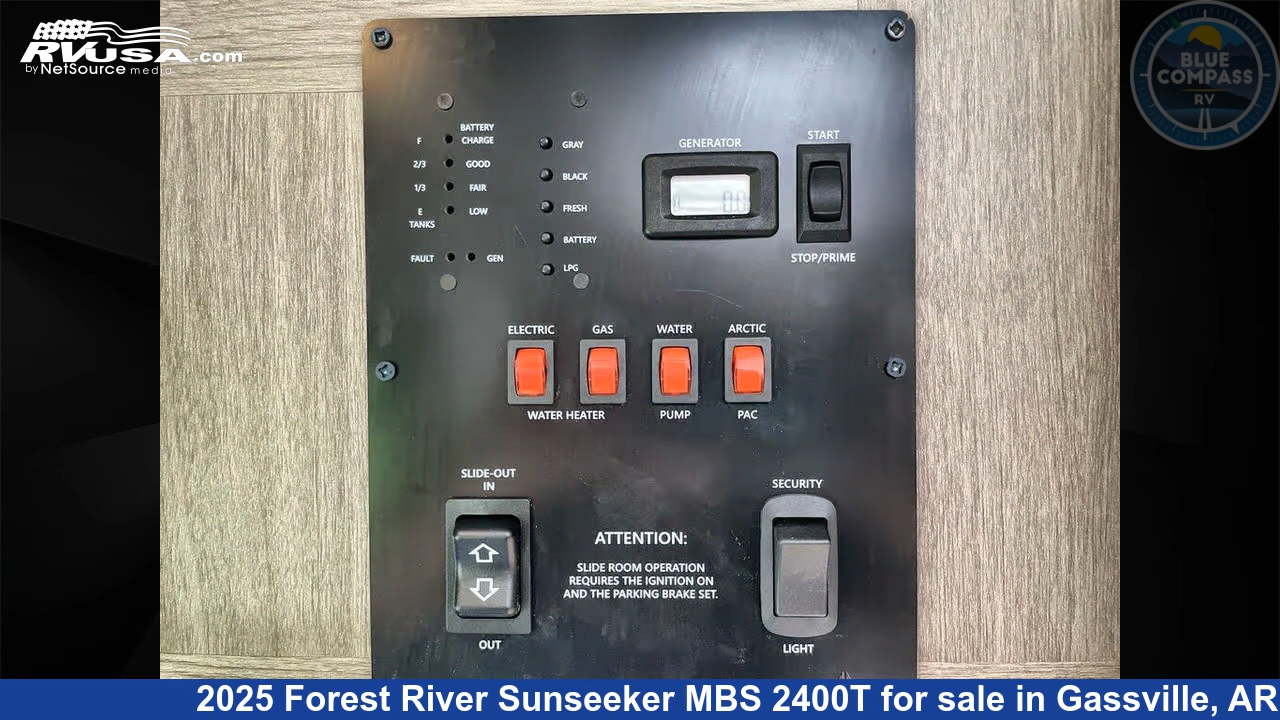 RVUSA.com
by NetSource media
BLUE
COMPASS
RV
BATTERY
F CHARGE
2/3 GOOD
1/3 FAIR
E LOW
TANKS
FAULT GEN
GRAY
BLACK
FRESH
BATTERY
LPG
GENERATOR
0.0
START
STOP/PRIME
ELECTRIC GAS WATER ARCTIC
WATER HEATER PUMP PAC
SLIDE-OUT
IN
OUT
ATTENTION:
SLIDE ROOM OPERATION
REQUIRES THE IGNITION ON
AND THE PARKING BRAKE SET.
SECURITY
LIGHT
2025 Forest River Sunseeker MBS 2400T for sale in Gassville, AR